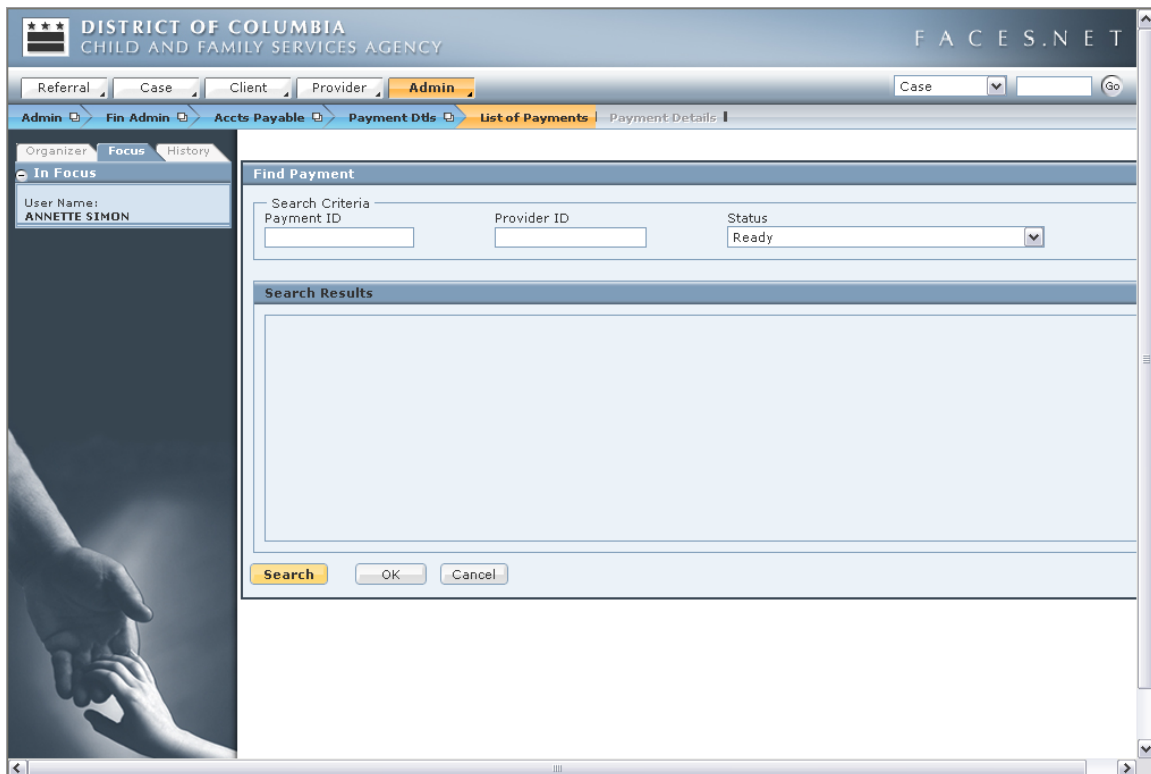 DISTRICT OF COLUMBIA
CHILD AND FAMILY SERVICES AGENCY
FACES.NET
Referral Case Client Provider Admin Case Go
Admin Fin Admin Accts Payable Payment Dtls List of Payments Payment Details
Organizer Focus History
In Focus
User Name:
ANNETTE SIMON
Find Payment
Search Criteria
Payment ID Provider ID Status
Ready
Search Results
Search OK Cancel